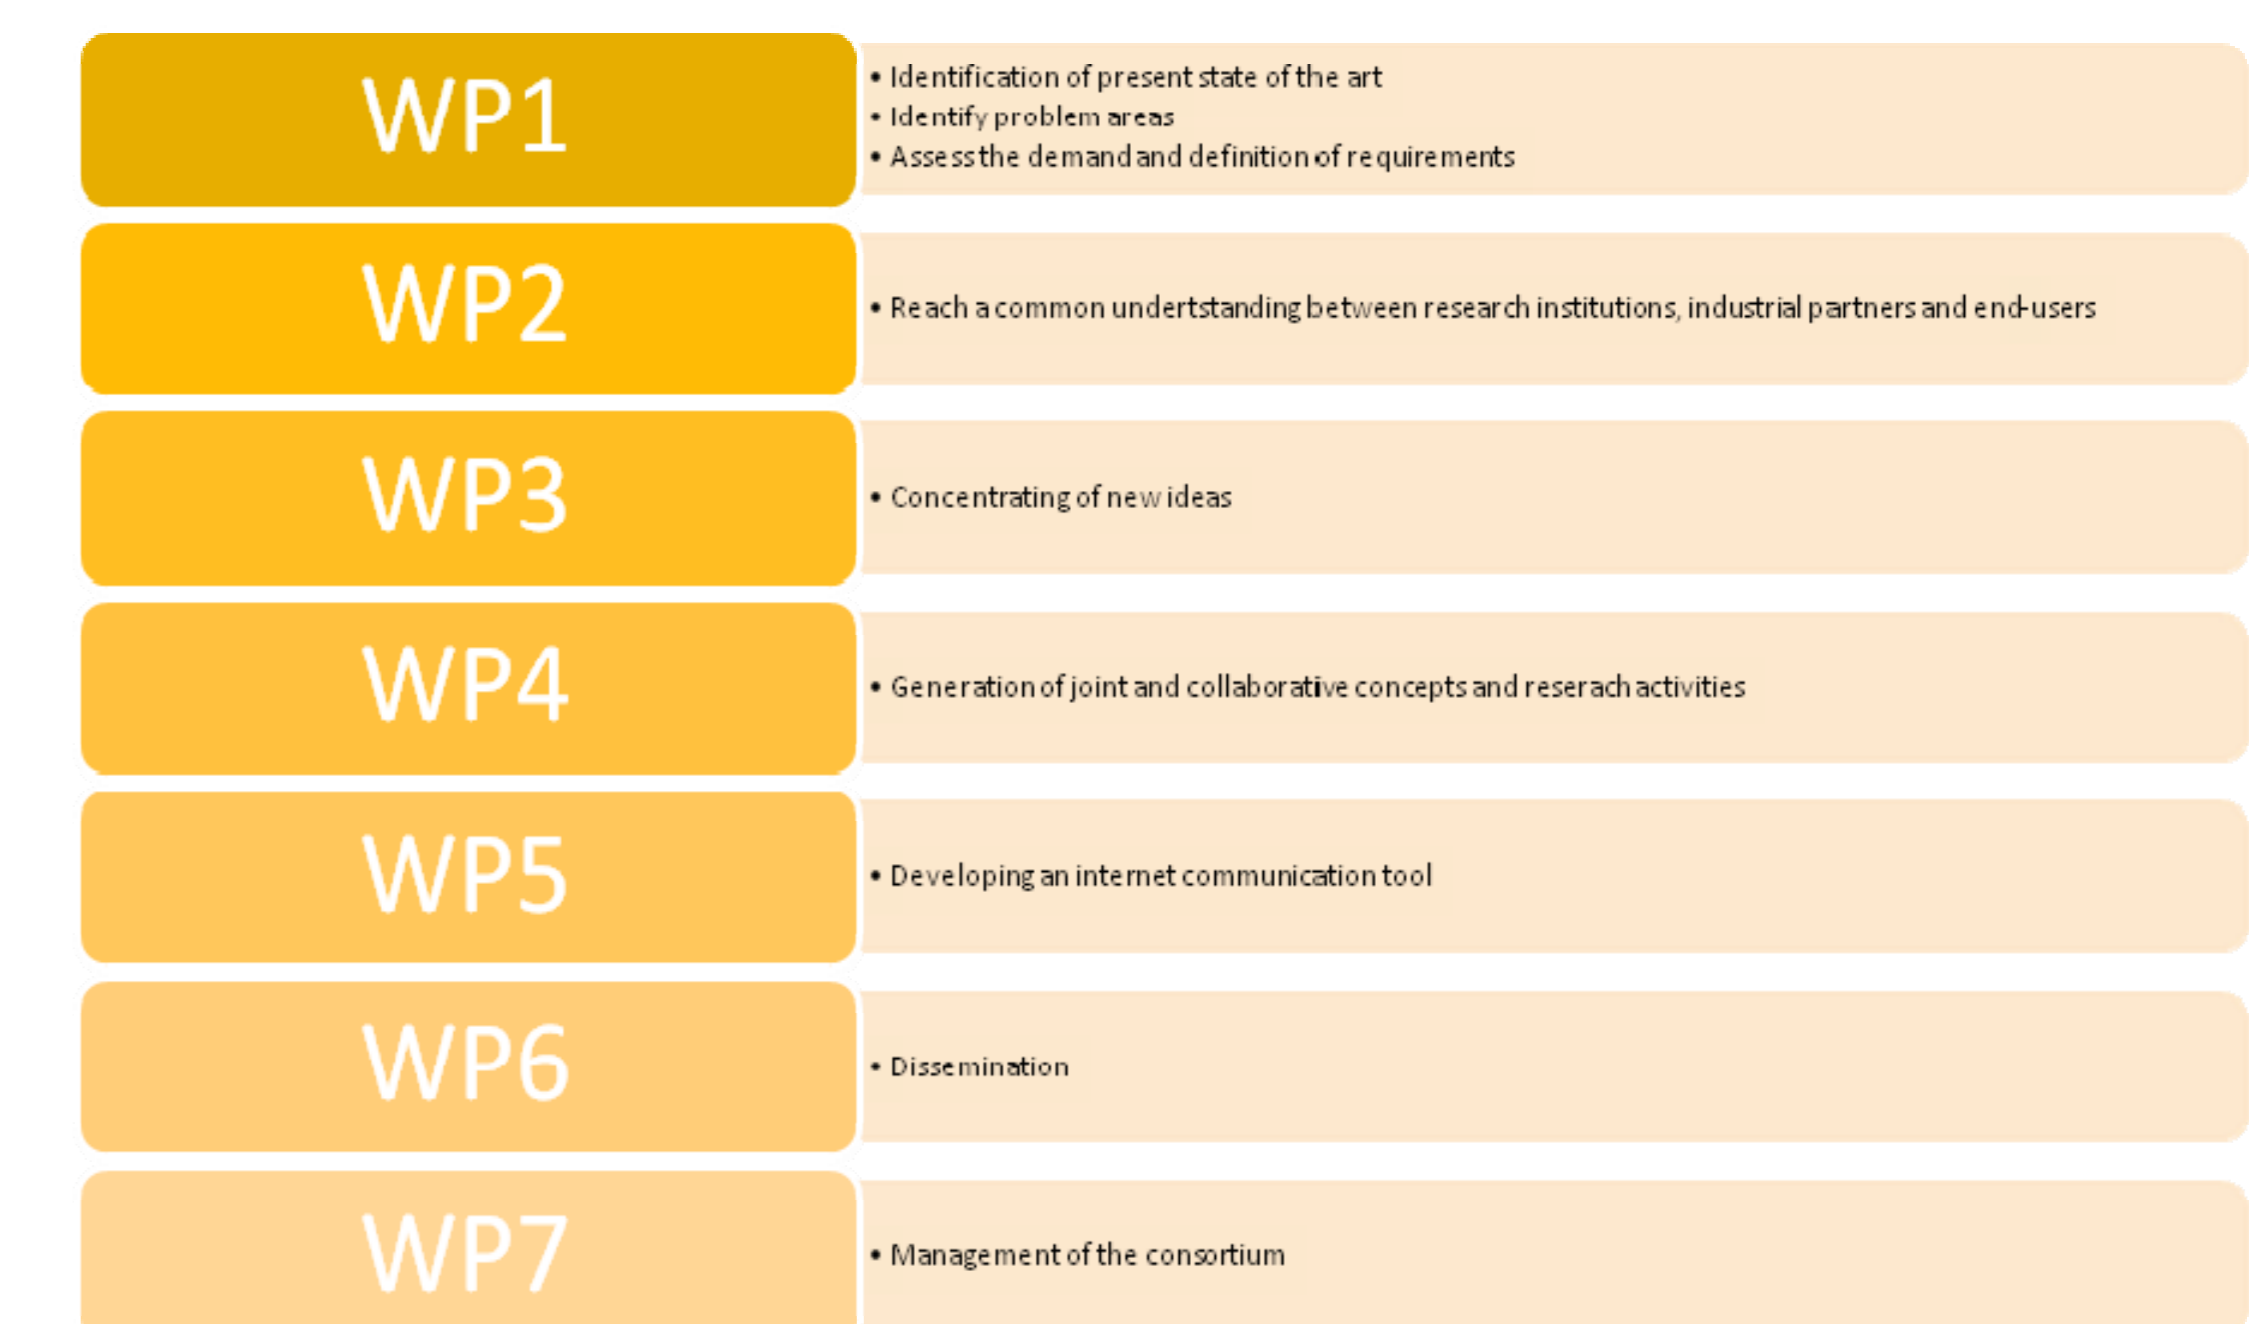 WP1
• Identification of present state of the art
• Identify problem areas
• Assess the demand and definition of requirements
WP2
• Reach a common undertstanding between research institutions, industrial partners and end-users
WP3
• Concentrating of new ideas
WP4
• Generation of joint and collaborative concepts and reserach activities
WP5
• Developing an internet communication tool
WP6
• Dissemination
WP7
• Management of the consortium